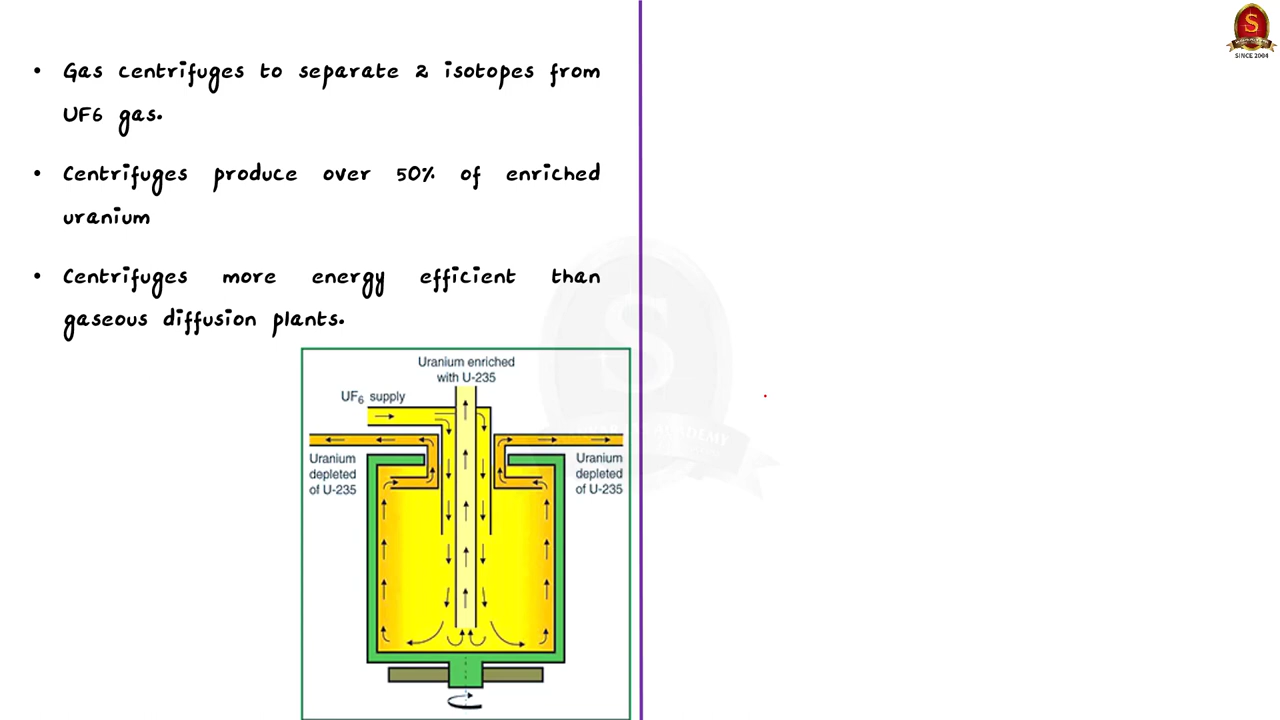 • Gas centrifuges to separate 2 isotopes from
UF6 gas.
• Centrifuges produce over 50% of enriched
uranium
• Centrifuges more energy efficient than
gaseous diffusion plants.
Uranium enriched
with U-235
UF6 supply
Uranium
depleted
of U-235
Uranium
depleted
of U-235
S
SINCE 2004
S
ACADEMY